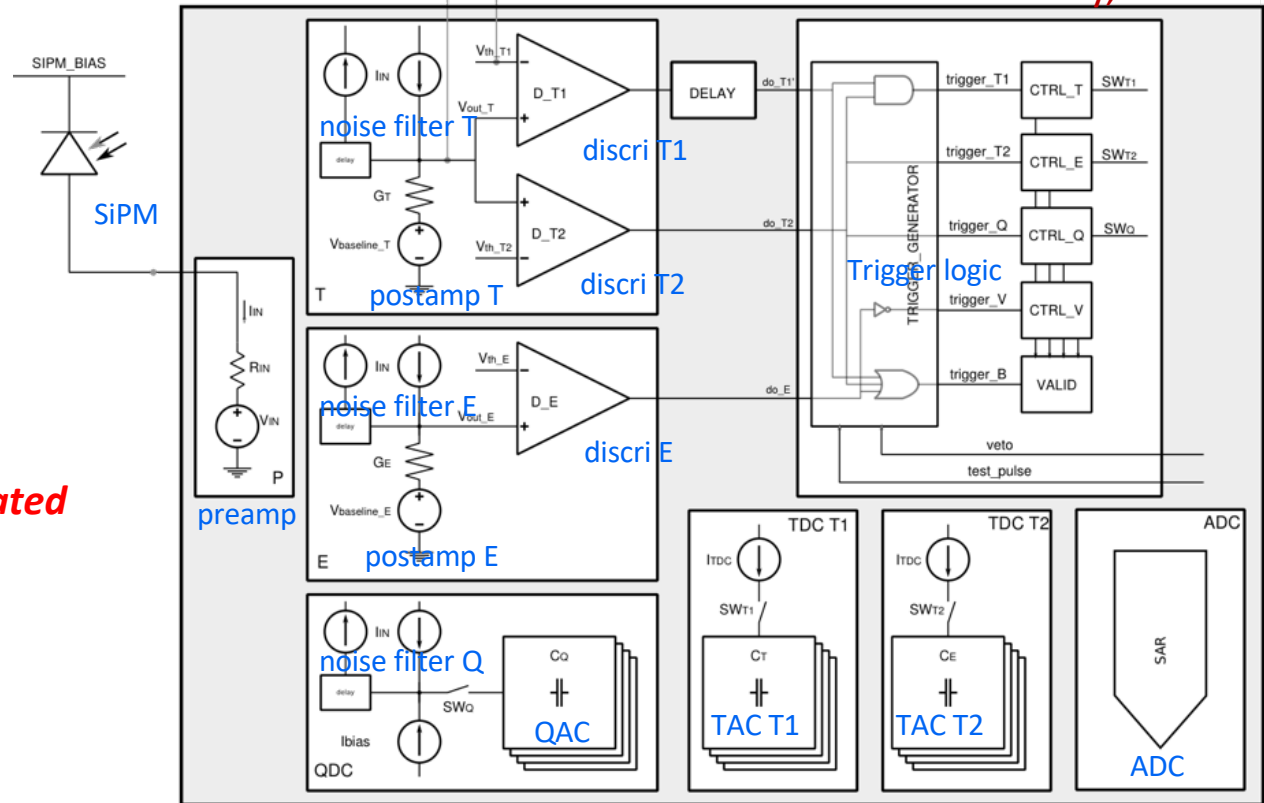 SIPM_BIAS
SiPM
IIN
RIN
VIN
P
preamp
ated
IIN
noise filter T
delay
GT
Vbaseline_T
T
postamp T
Vth_T1
Vout_T
D_T1
discri T1
Vth_T2
D_T2
discri T2
DELAY
do_T1'
do_T2
IIN
noise filter E
delay
GE
Vbaseline_E
E
postamp E
Vth_E
Vout_E
D_E
discri E
do_E
TRIGGER_GENERATOR
Trigger logic
trigger_T1
CTRL_T
SWT1
trigger_T2
CTRL_E
SWT2
trigger_Q
CTRL_Q
SWQ
trigger_V
CTRL_V
trigger_B
VALID
veto
test_pulse
IIN
noise filter Q
delay
SWQ
Ibias
QDC
CQ
QAC
TDC T1
ITDC
SWT1
CT
TAC T1
TDC T2
ITDC
SWT2
CE
TAC T2
ADC
SAR
ADC